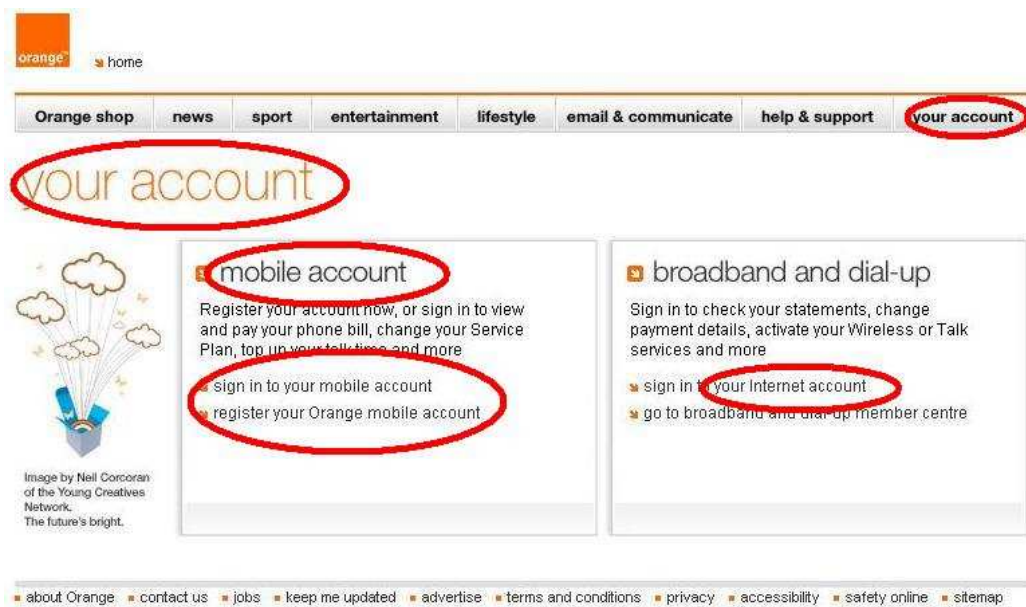 orange™
home
Orange shop news sport entertainment lifestyle email & communicate help & support your account
your account
mobile account
Register your account now, or sign in to view
and pay your phone bill, change your Service
Plan, top up your talk time and more
sign in to your mobile account
register your Orange mobile account
broadband and dial-up
Sign in to check your statements, change
payment details, activate your Wireless or Talk
services and more
sign in to your Internet account
go to broadband and dial-up member centre
Image by Neil Corcoran
of the Young Creatives
Network.
The future's bright.
about Orange contact us jobs keep me updated advertise terms and conditions privacy accessibility safety online sitemap